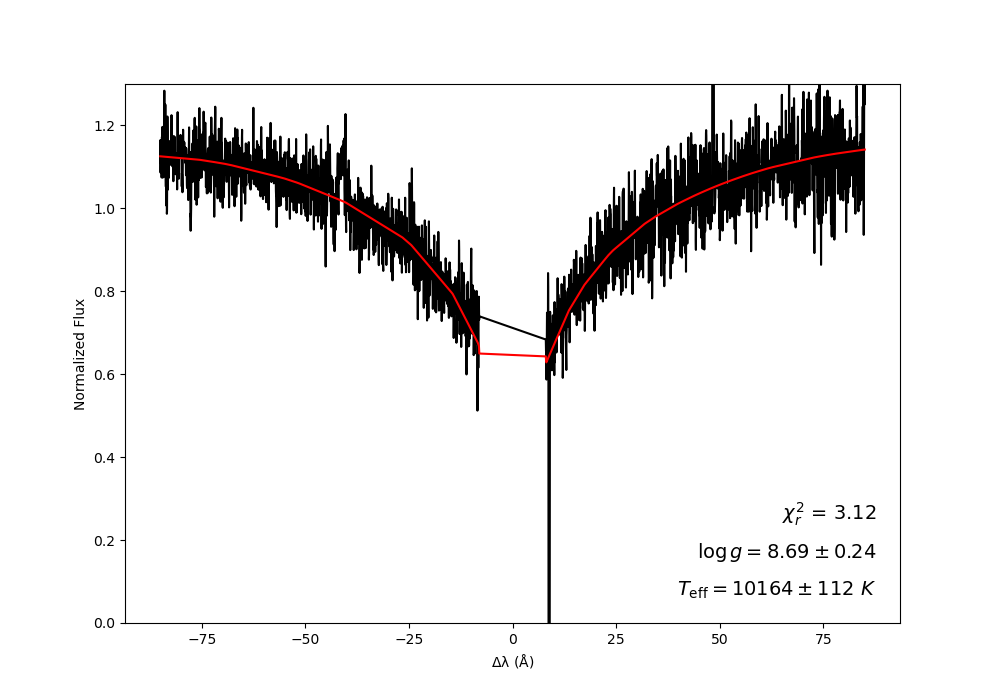 Normalized Flux
1.2
1.0
0.8
0.6
0.4
0.2
0.0
−75
−50
−25
0
25
50
75
Δλ (Å)
χ²ᵣ = 3.12
log g = 8.69 ± 0.24
T_eff = 10164 ± 112 K